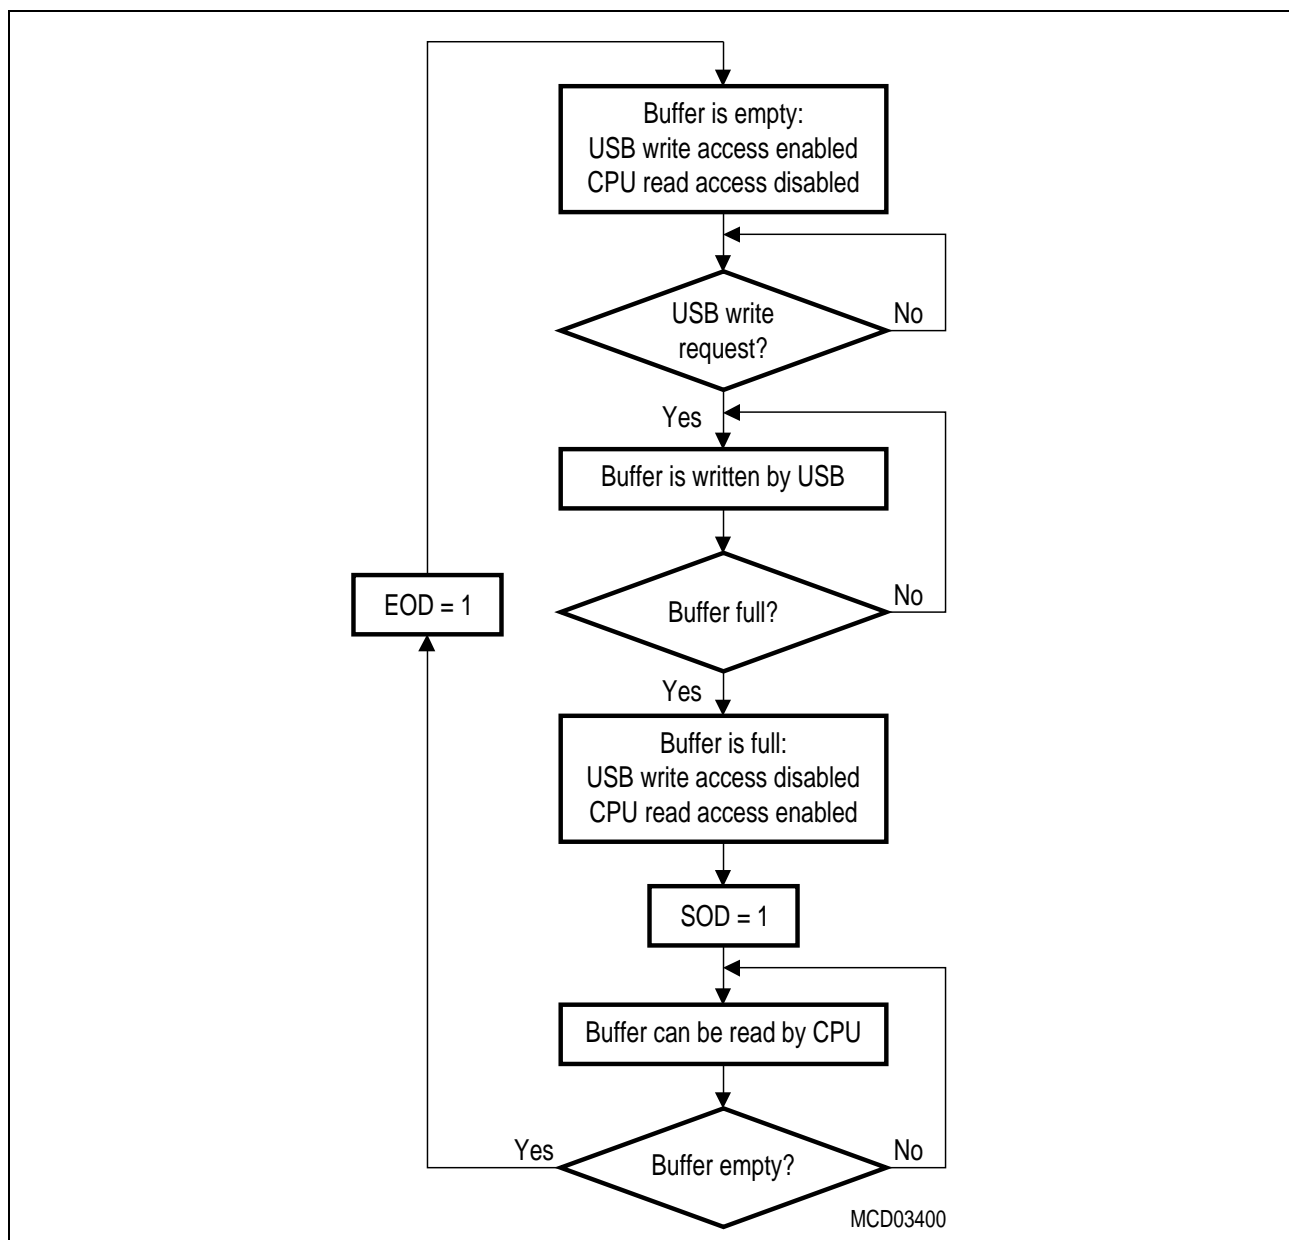 Buffer is empty:
USB write access enabled
CPU read access disabled
USB write
request?
No
Yes
Buffer is written by USB
EOD = 1
Buffer full?
No
Yes
Buffer is full:
USB write access disabled
CPU read access enabled
SOD = 1
Buffer can be read by CPU
Yes
Buffer empty?
No
MCD03400